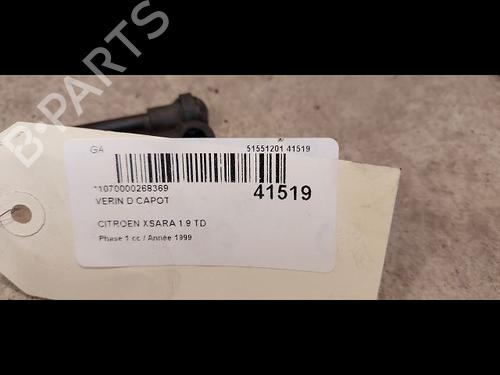 B-PARTS
GA
51551201 41519
*1070000268369
41519
VERIN D CAPOT
CITROEN XSARA 1.9 TD
Phase 1 cc / Année 1999